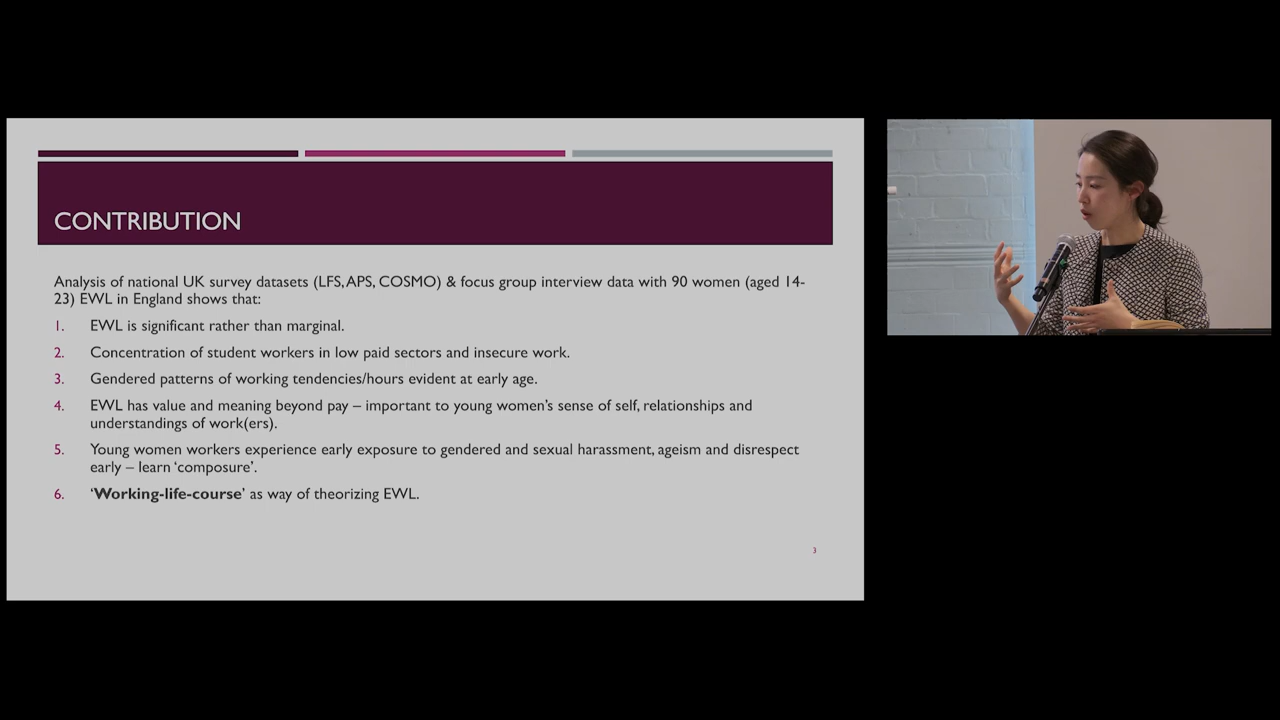 CONTRIBUTION
Analysis of national UK survey datasets (LFS, APS, COSMO) & focus group interview data with 90 women (aged 14-
23) EWL in England shows that:
1. EWL is significant rather than marginal.
2. Concentration of student workers in low paid sectors and insecure work.
3. Gendered patterns of working tendencies/hours evident at early age.
4. EWL has value and meaning beyond pay – important to young women's sense of self, relationships and
understandings of work(ers).
5. Young women workers experience early exposure to gendered and sexual harassment, ageism and disrespect
early – learn 'composure'.
6. 'Working-life-course' as way of theorizing EWL.
3